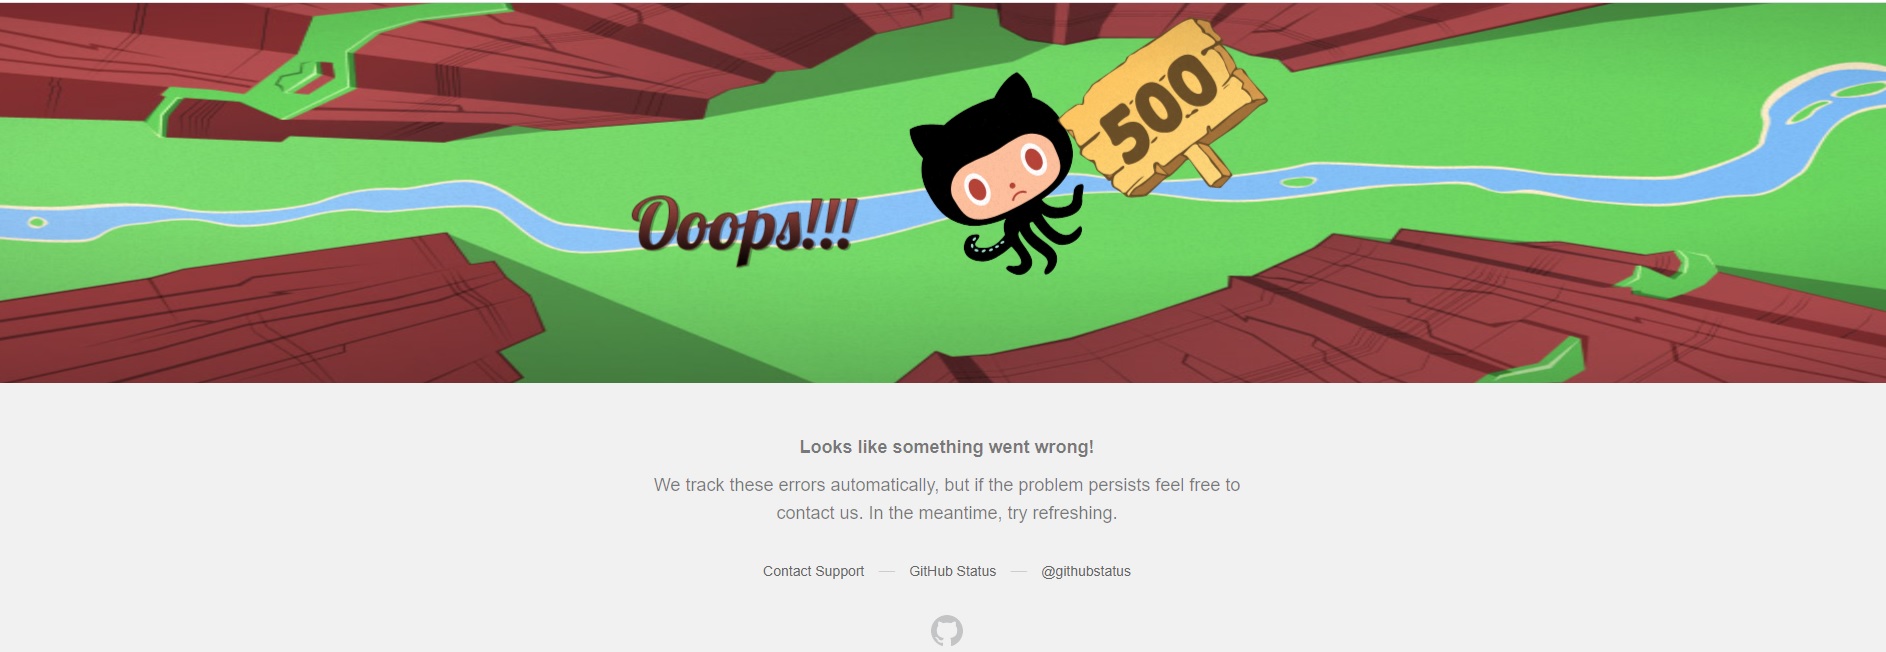 500
Ooops!!!
Looks like something went wrong!
We track these errors automatically, but if the problem persists feel free to
contact us. In the meantime, try refreshing.
Contact Support — GitHub Status — @githubstatus